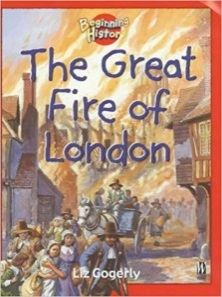 Beginning
History
The Great
Fire of
London
Liz Gogerly
W